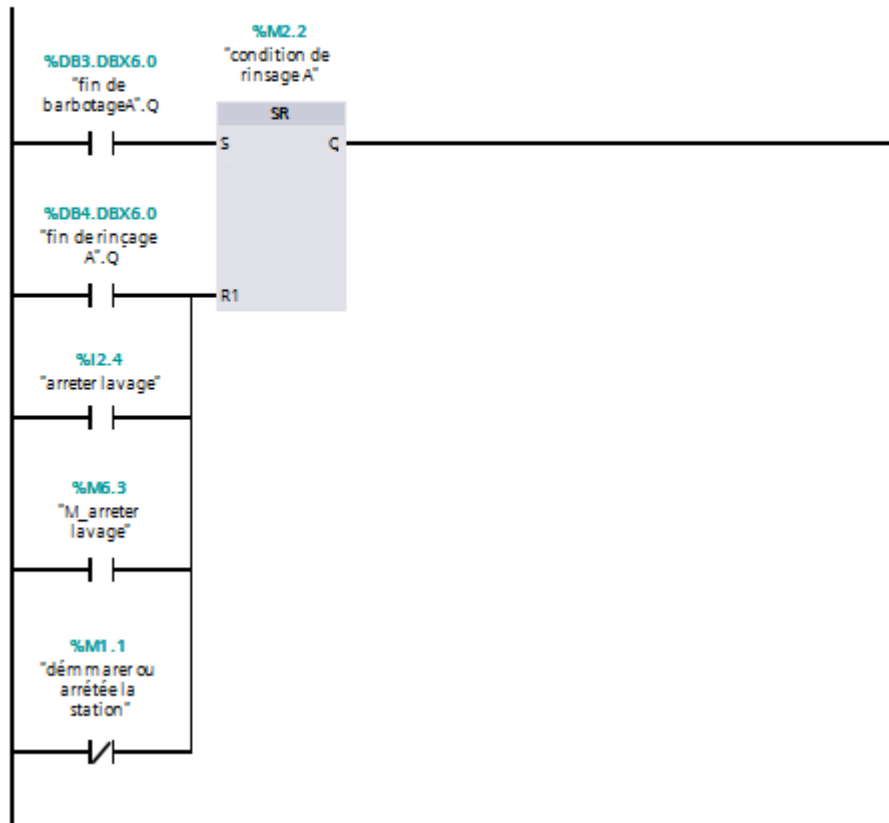 %M2.2
"condition de
rinsage A"
%DB3.DBX6.0
"fin de
barbotageA".Q
SR
S
Q
%DB4.DBX6.0
"fin de rinçage
A".Q
R1
%I2.4
"arreter lavage"
%M6.3
"M_arreter
lavage"
%M1.1
"démmarer ou
arrétée la
station"